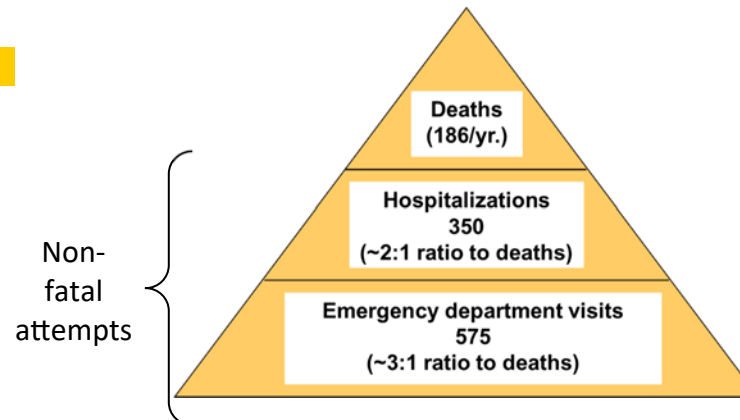 Deaths
(186/yr.)
Hospitalizations
350
(~2:1 ratio to deaths)
Non-
fatal
attempts
Emergency department visits
575
(~3:1 ratio to deaths)